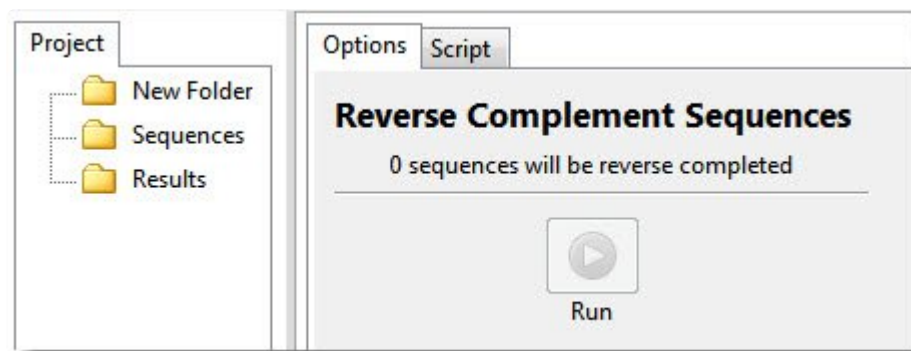 Project
New Folder
Sequences
Results
Options
Script
Reverse Complement Sequences
0 sequences will be reverse completed
Run